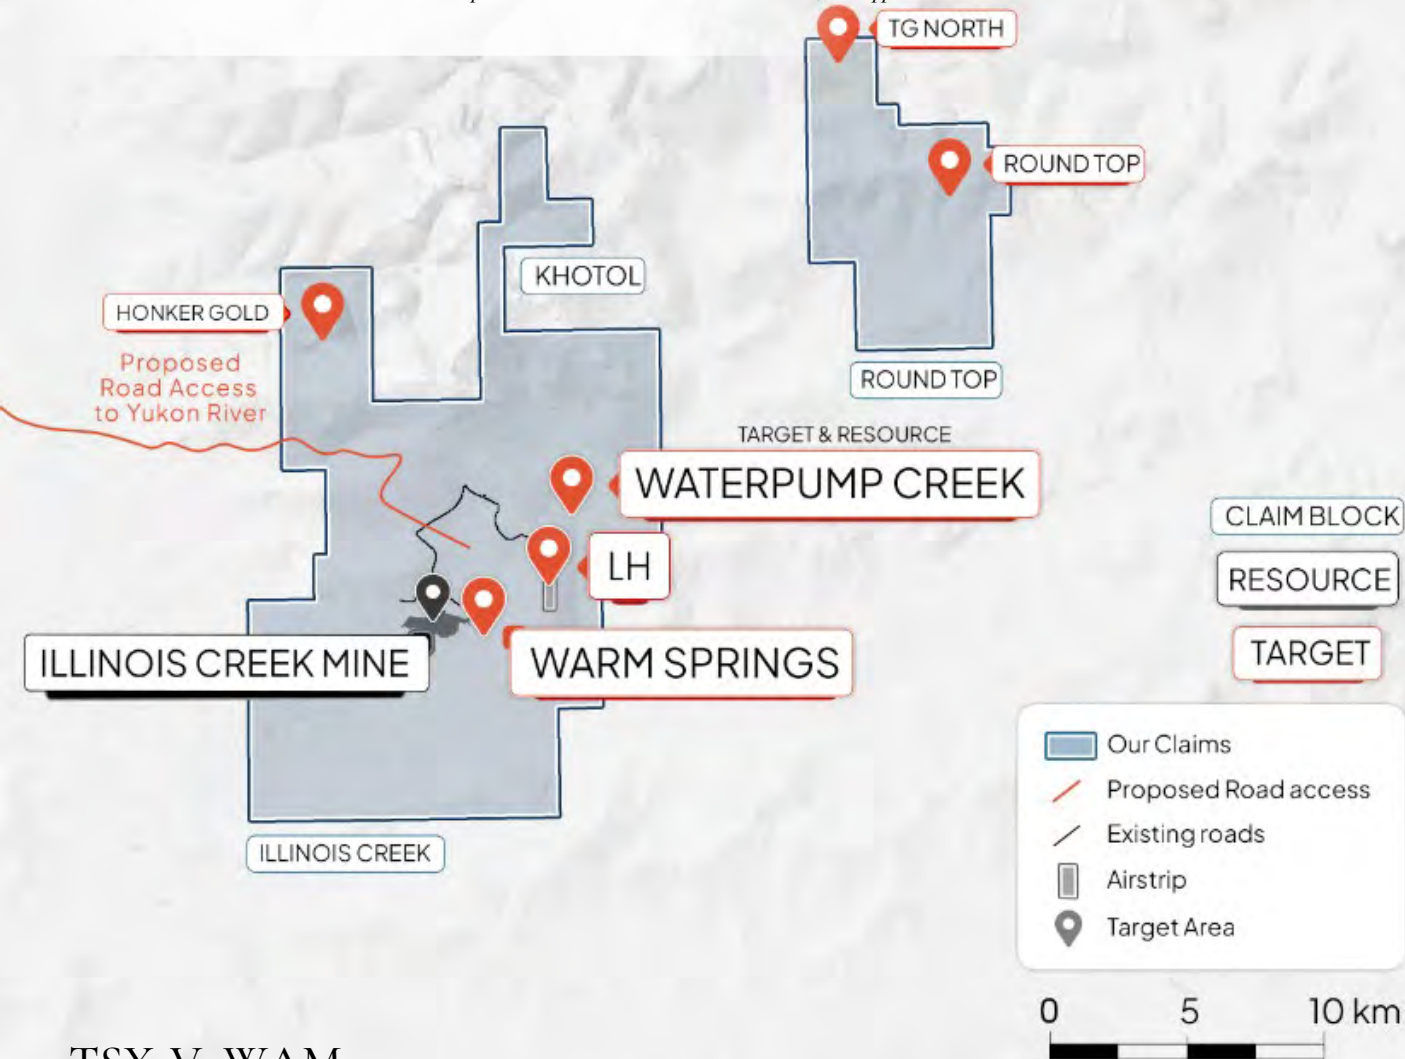 TG NORTH
ROUND TOP
KHOTOL
HONKER GOLD
Proposed
Road Access
to Yukon River
ROUND TOP
TARGET & RESOURCE
WATERPUMP CREEK
LH
ILLINOIS CREEK MINE
WARM SPRINGS
ILLINOIS CREEK
CLAIM BLOCK
RESOURCE
TARGET
Our Claims
Proposed Road access
Existing roads
Airstrip
Target Area
0 5 10 km
TSX-V: WAM